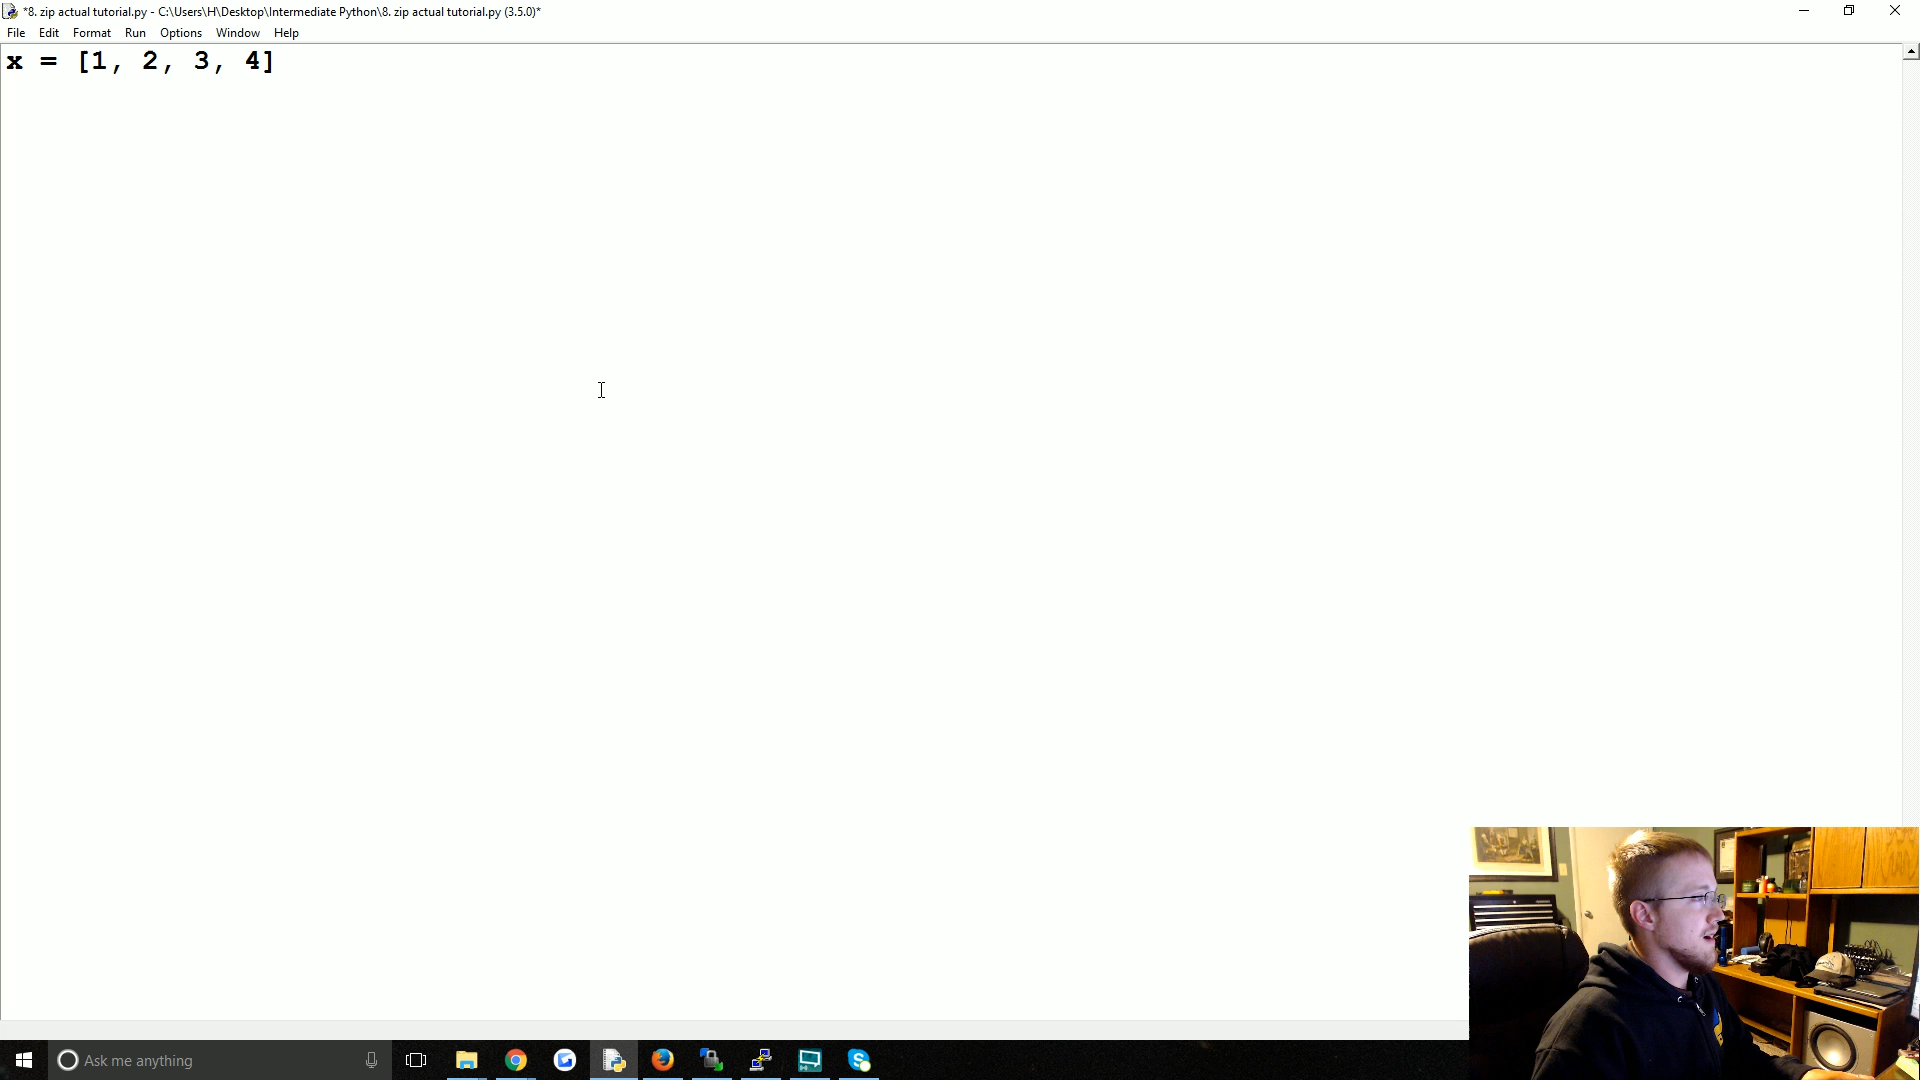 *8. zip actual tutorial.py - C:\Users\H\Desktop\Intermediate Python\8. zip actual tutorial.py (3.5.0)*
File Edit Format Run Options Window Help
x = [1, 2, 3, 4]
Ask me anything